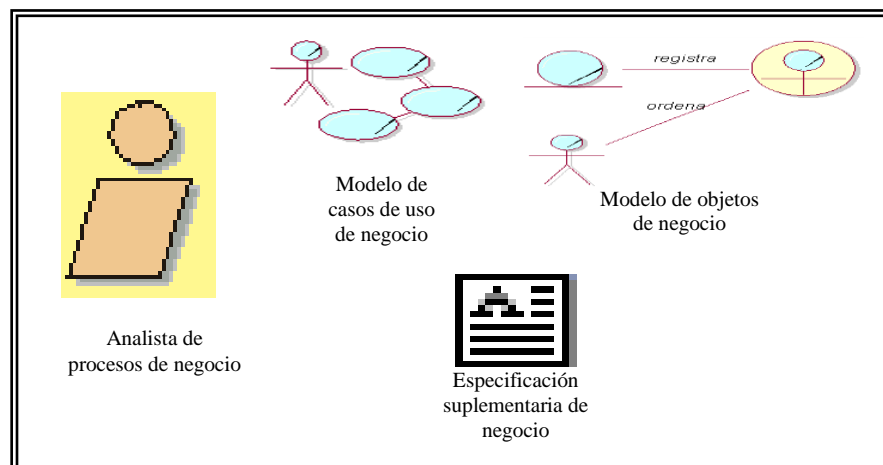 registra
ordena
Modelo de
casos de uso
de negocio
Modelo de objetos
de negocio
Analista de
procesos de negocio
Especificación
suplementaria de
negocio